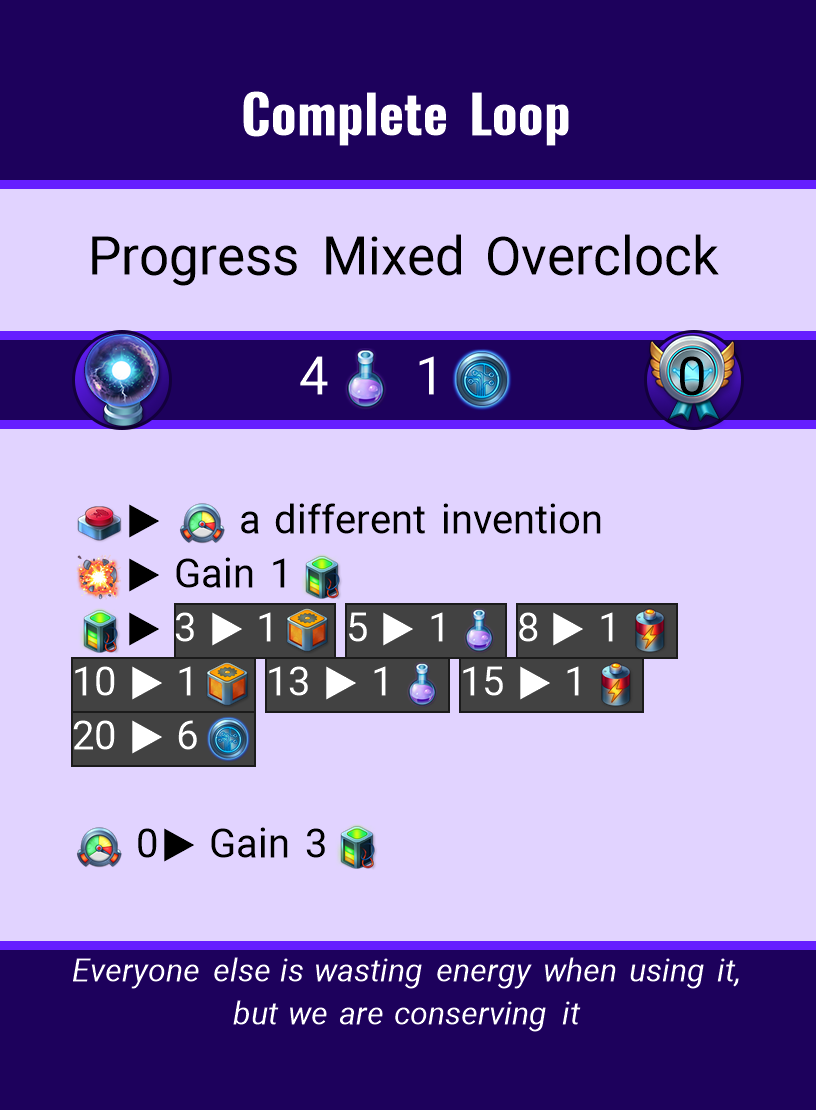 Complete Loop
Progress Mixed Overclock
4 1 0
a different invention
Gain 1
3 ▶ 1 5 ▶ 1 8 ▶ 1
10 ▶ 1 13 ▶ 1 15 ▶ 1
20 ▶ 6
0▶ Gain 3
Everyone else is wasting energy when using it,
but we are conserving it